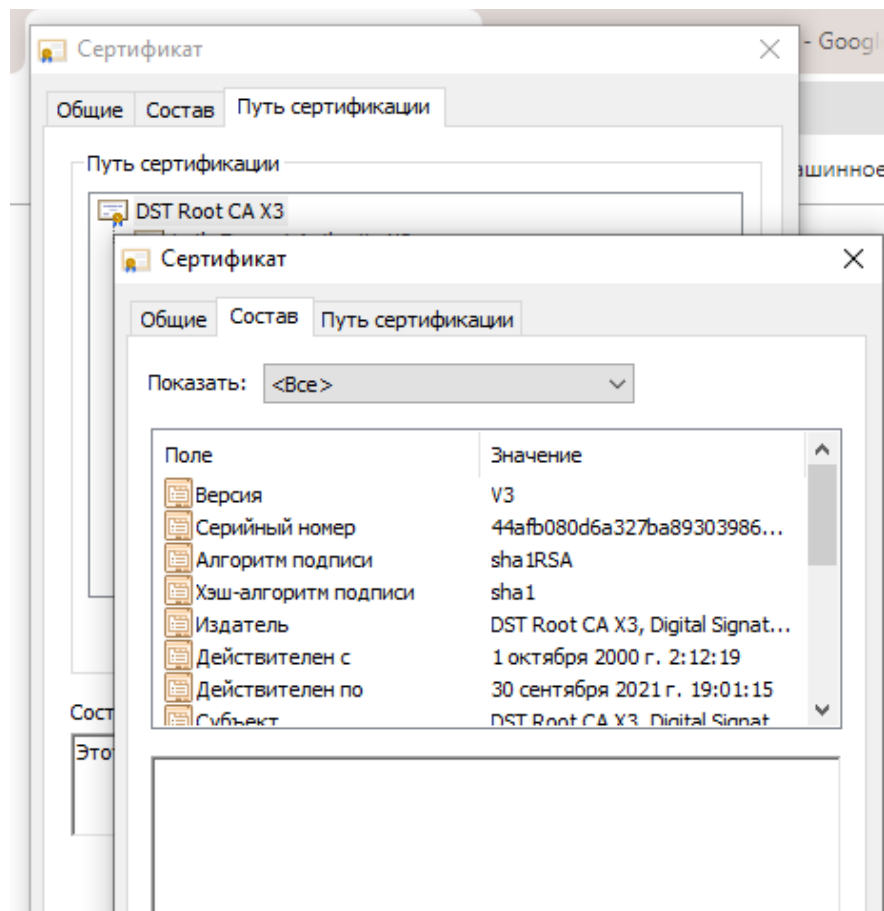 Сертификат
- Googl
Общие Состав Путь сертификации
Путь сертификации
ашинное
DST Root CA X3
Сертификат
Общие Состав Путь сертификации
Показать: <Все>
Поле Значение
Версия V3
Серийный номер 44afb080d6a327ba89303986...
Алгоритм подписи sha1RSA
Хэш-алгоритм подписи sha1
Издатель DST Root CA X3, Digital Signat...
Действителен с 1 октября 2000 г. 2:12:19
Действителен по 30 сентября 2021 г. 19:01:15
Субъект DST Root CA X3, Digital Signat
Сост
Это